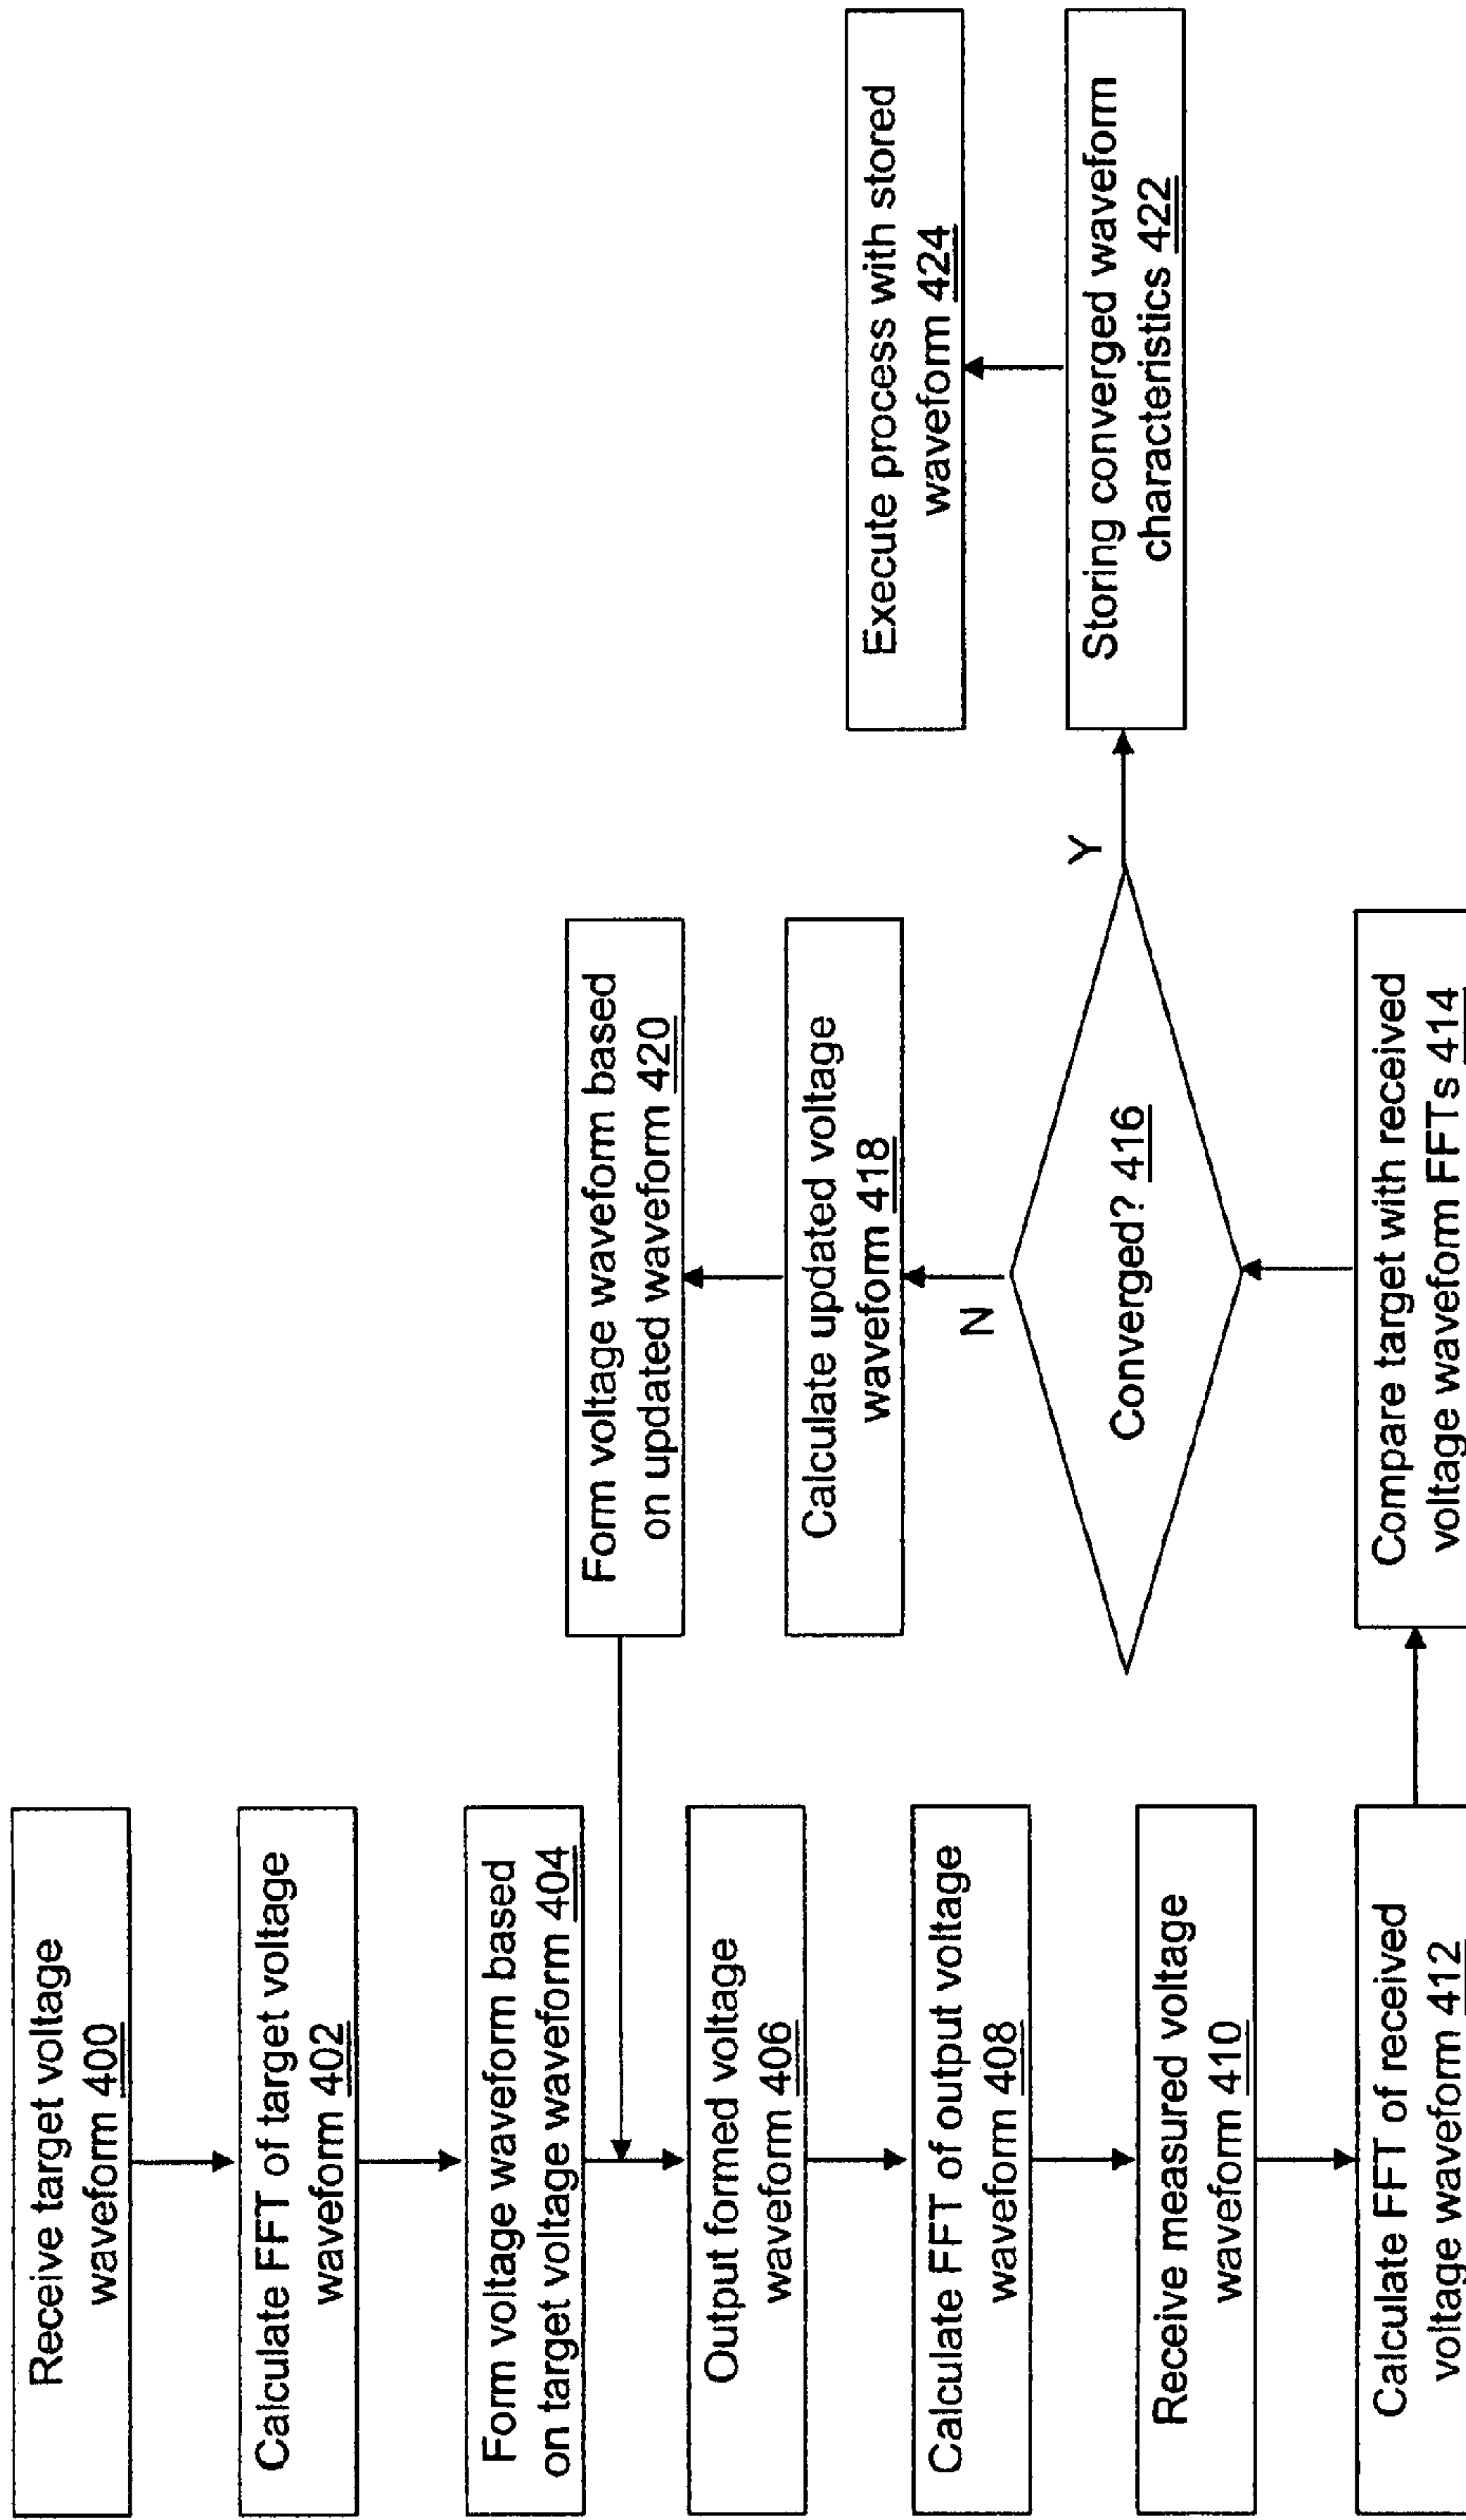 Receive target voltage
waveform 400
Calculate FFT of target voltage
waveform 402
Form voltage waveform based
on target voltage waveform 404
Output formed voltage
waveform 406
Calculate FFT of output voltage
waveform 408
Receive measured voltage
waveform 410
Calculate FFT of received
voltage waveform 412
Compare target with received
voltage waveform FFTs 414
Converged? 416
N
Y
Calculate updated voltage
waveform 418
Form voltage waveform based
on updated waveform 420
Storing converged waveform
characteristics 422
Execute process with stored
waveform 424